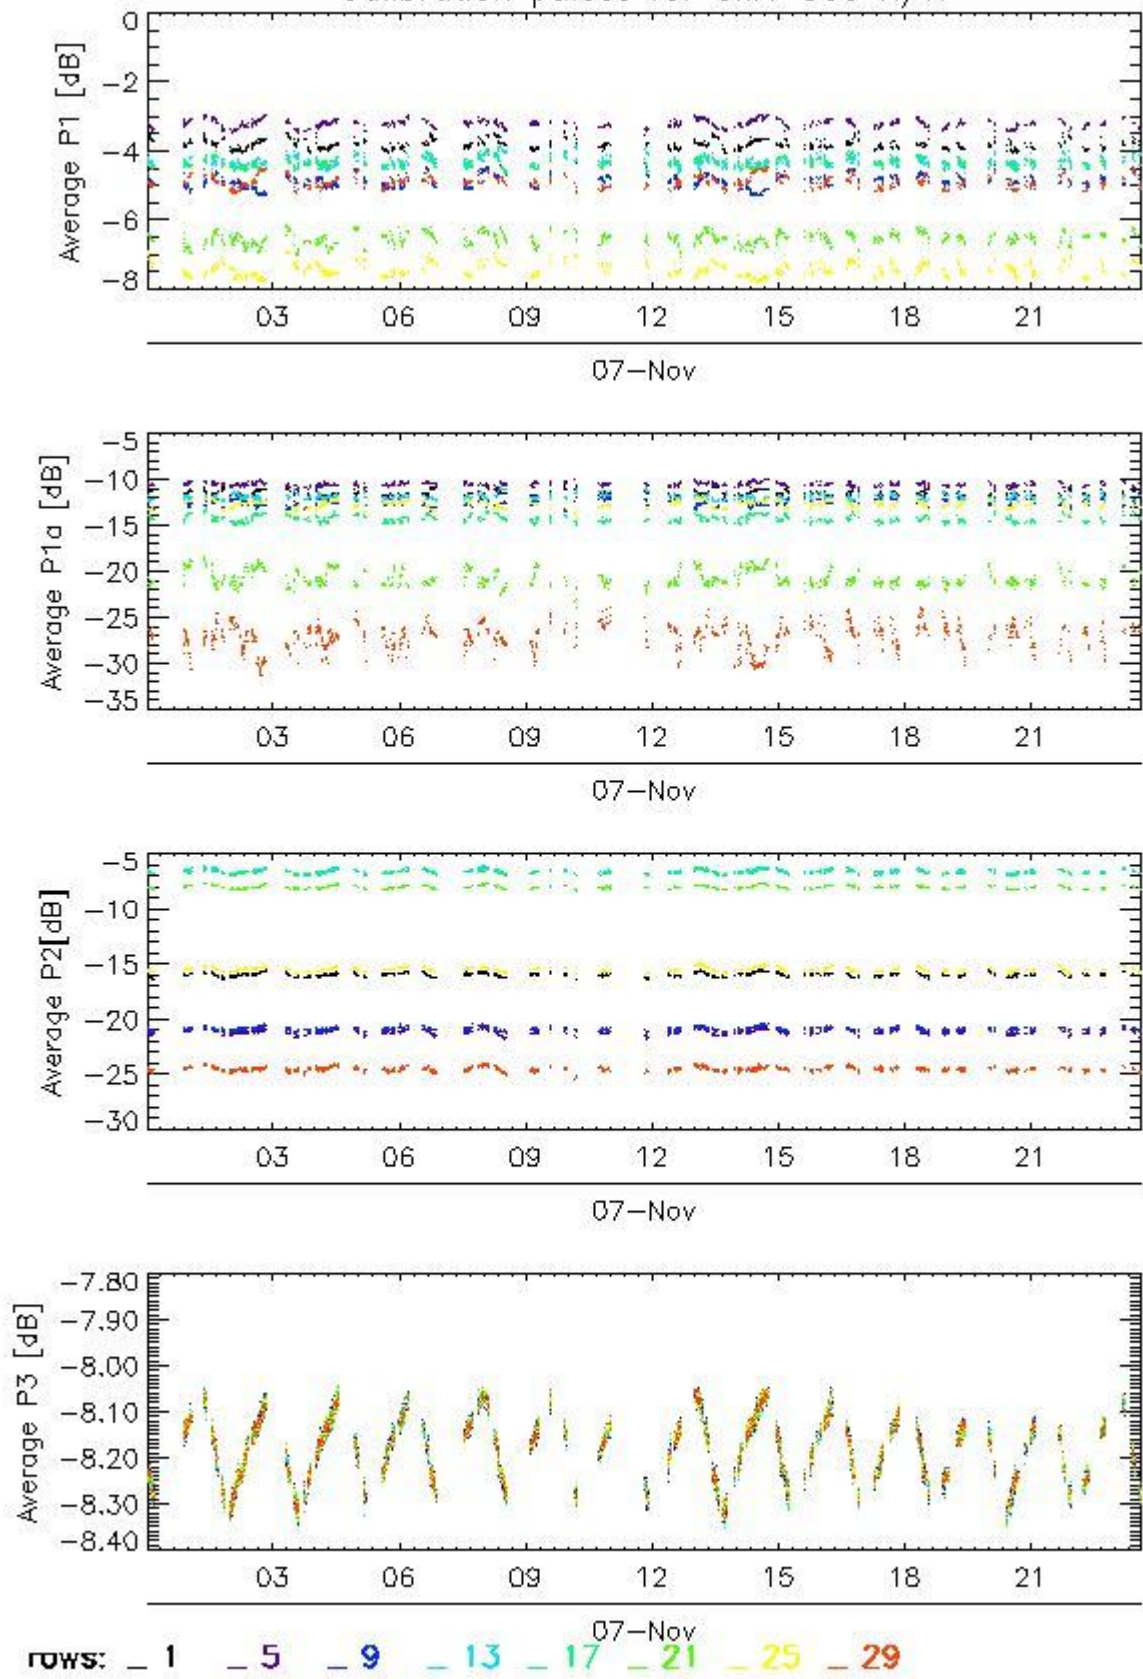 0
-2
-4
-6
-8
Average P1 [dB]
03 06 09 12 15 18 21
07-Nov
-5
-10
-15
-20
-25
-30
-35
Average P1a [dB]
03 06 09 12 15 18 21
07-Nov
-5
-10
-15
-20
-25
-30
Average P2[dB]
03 06 09 12 15 18 21
07-Nov
-7.80
-7.90
-8.00
-8.10
-8.20
-8.30
-8.40
Average P3 [dB]
03 06 09 12 15 18 21
07-Nov
rows: _ 1 _ 5 _ 9 _ 13 _ 17 _ 21 _ 25 _ 29